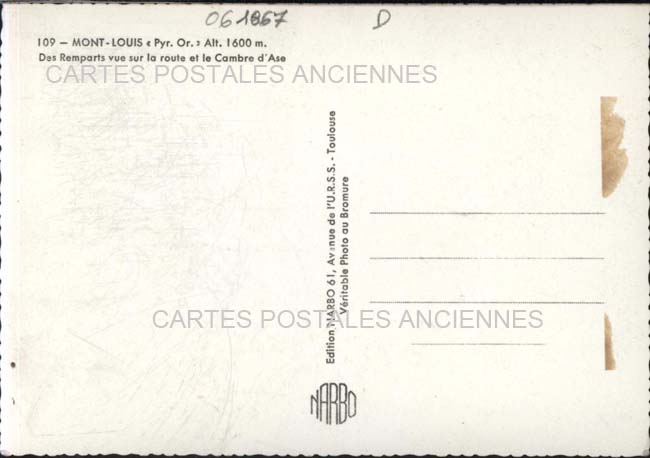 061867 D
109 — MONT-LOUIS « Pyr. Or. » Alt. 1600 m.
Des Remparts vue sur la route et le Cambre d'Ase
CARTES POSTALES ANCIENNES
Edition NARBO 61, Avenue de l'U.R.S.S. - Toulouse
Véritable Photo au Bromure
CARTES POSTALES ANCIENNES
NARBO